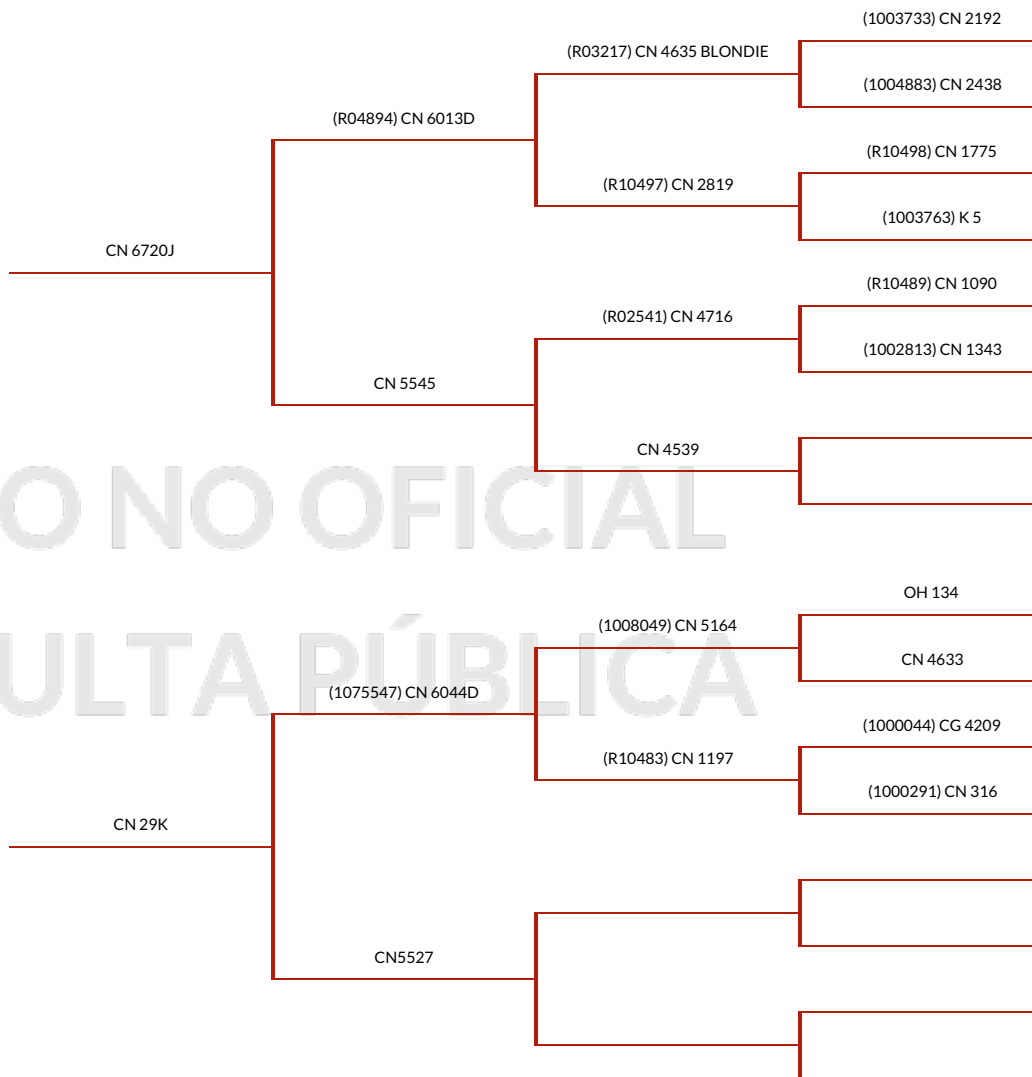 (1003733) CN 2192
(R03217) CN 4635 BLONDIE
(1004883) CN 2438
(R04894) CN 6013D
(R10498) CN 1775
(R10497) CN 2819
(1003763) K 5
CN 6720J
(R10489) CN 1090
(R02541) CN 4716
(1002813) CN 1343
CN 5545
CN 4539
O NO OFICIAL
OH 134
(1008049) CN 5164
CN 4633
ULTA PÚBLICA
(1075547) CN 6044D
(1000044) CG 4209
(R10483) CN 1197
(1000291) CN 316
CN 29K
CN5527